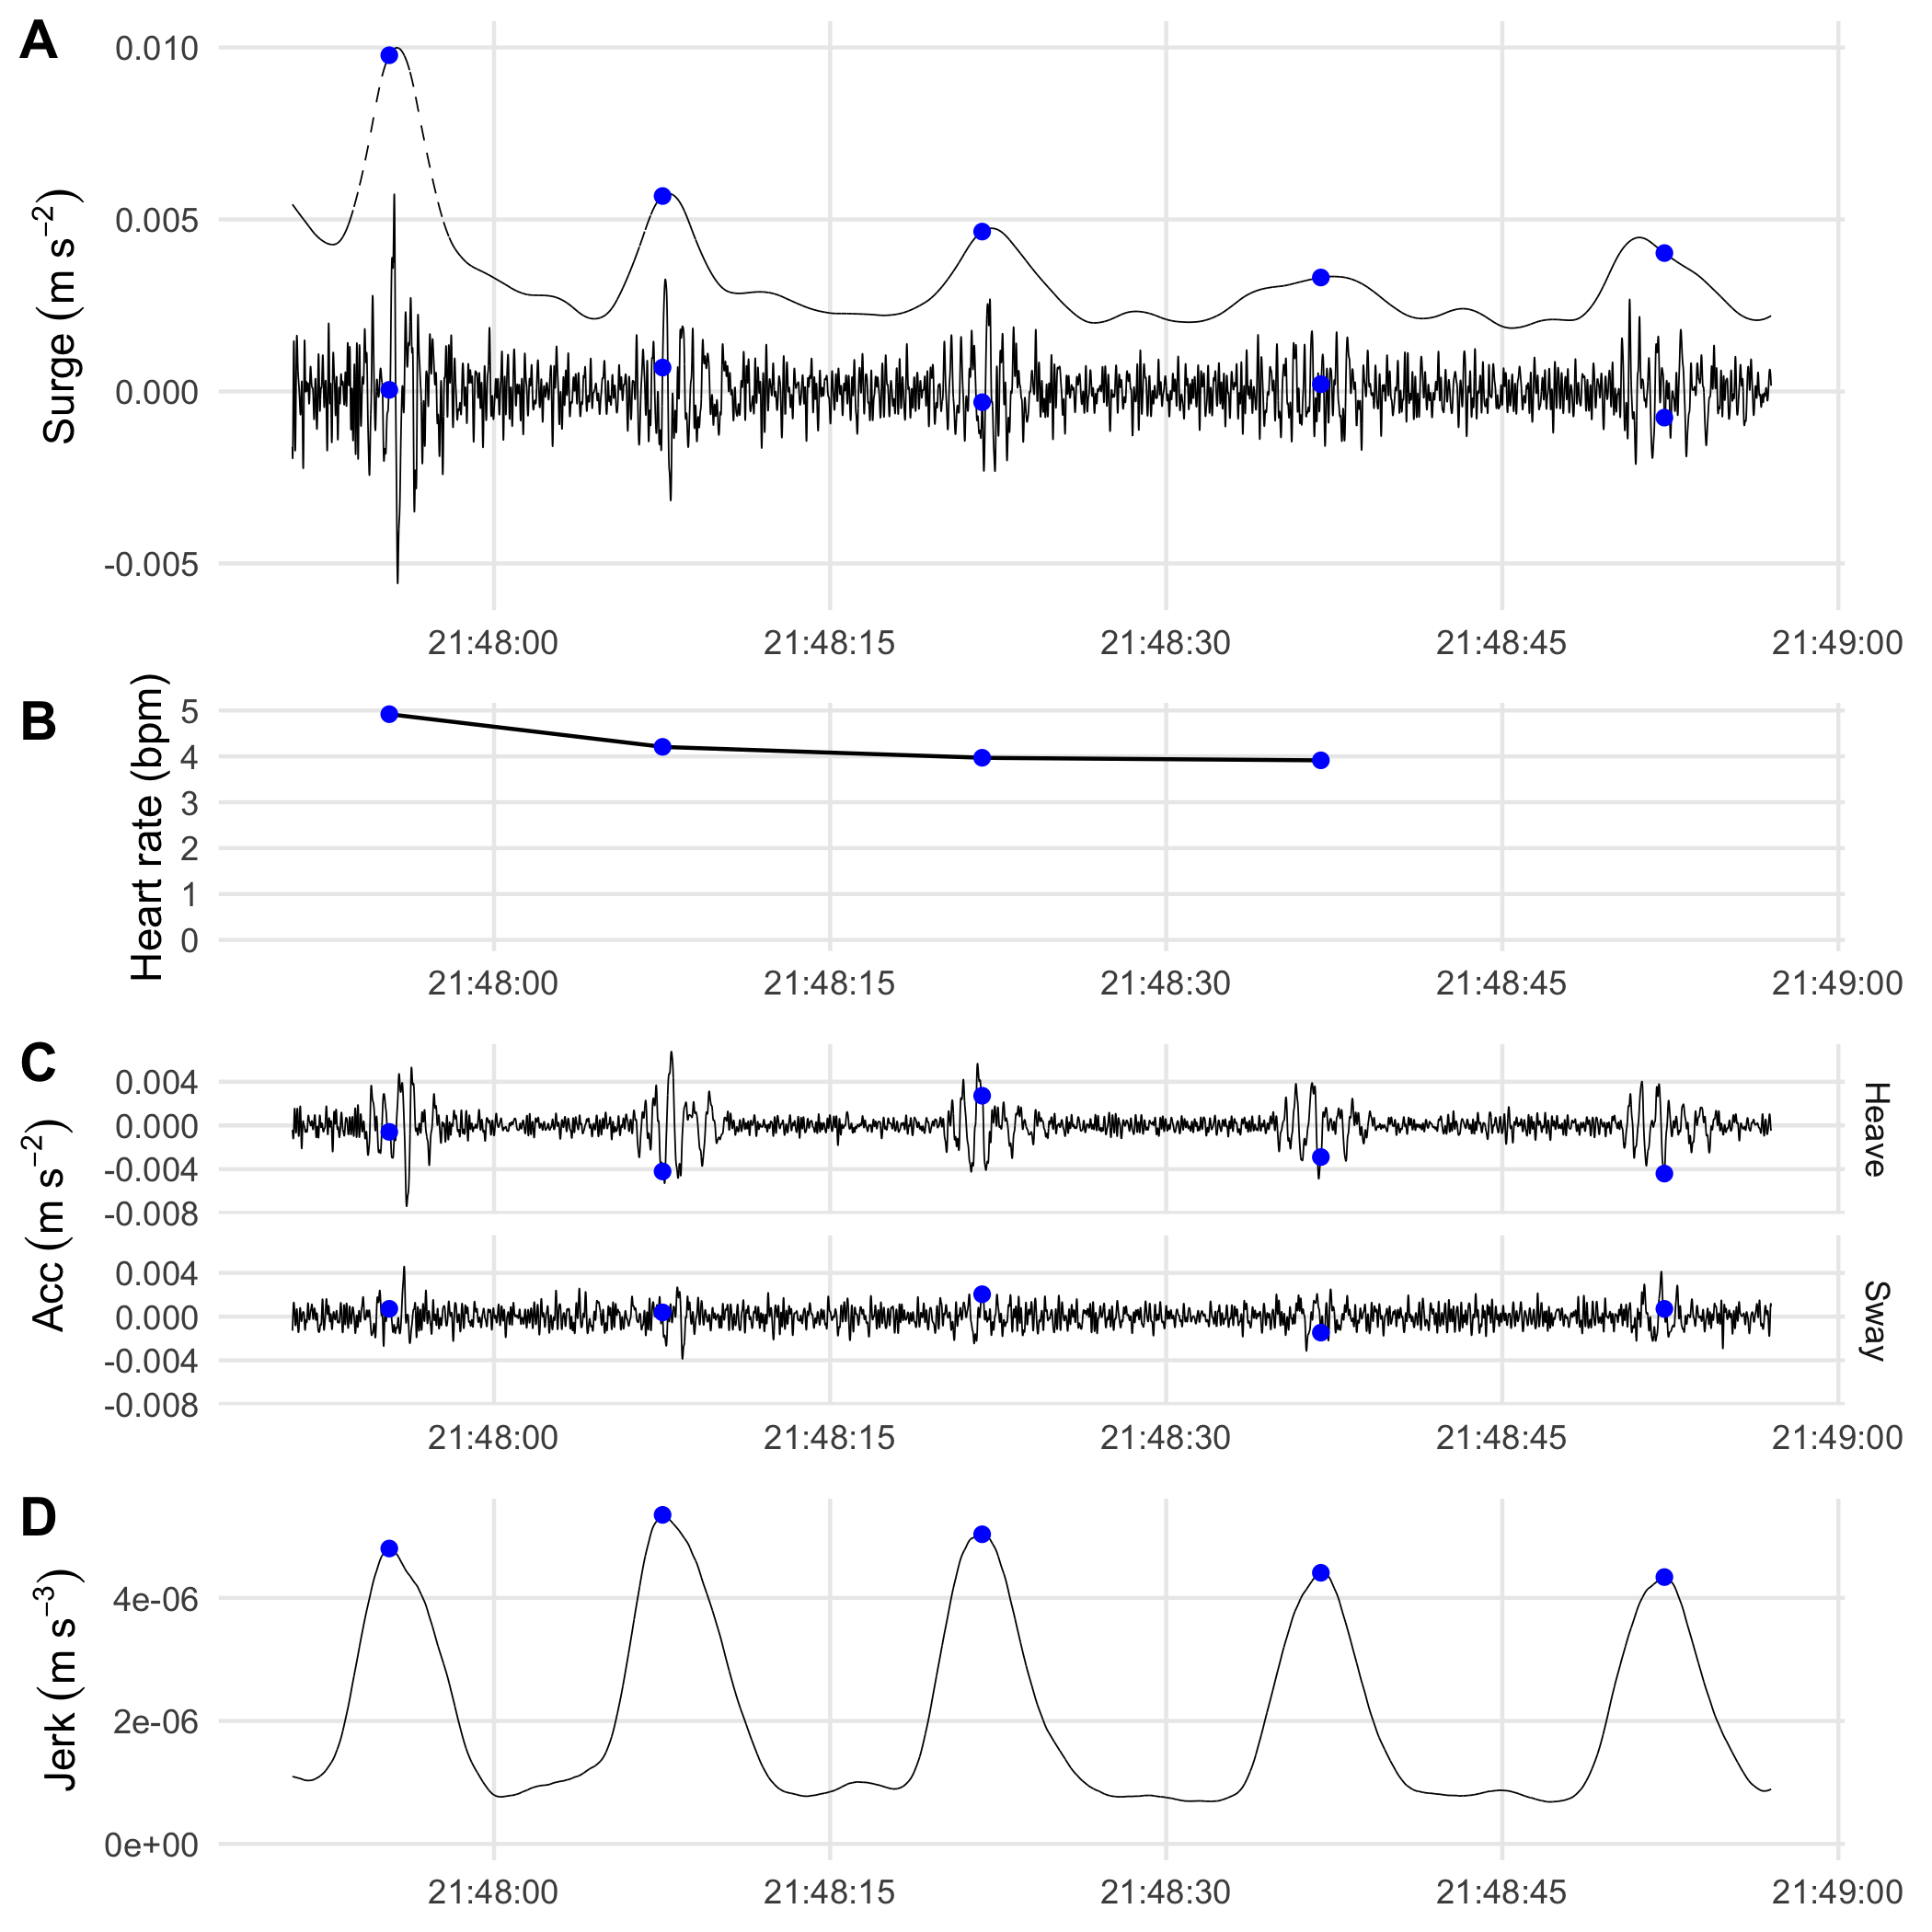 A
0.010
0.005
0.000
-0.005
Surge (m s⁻²)
21:48:00 21:48:15 21:48:30 21:48:45 21:49:00
B
5
4
3
2
1
0
Heart rate (bpm)
21:48:00 21:48:15 21:48:30 21:48:45 21:49:00
C
0.004
0.000
-0.004
-0.008
Heave
Acc (m s⁻²)
0.004
0.000
-0.004
-0.008
Sway
21:48:00 21:48:15 21:48:30 21:48:45 21:49:00
D
4e-06
2e-06
0e+00
Jerk (m s⁻³)
21:48:00 21:48:15 21:48:30 21:48:45 21:49:00